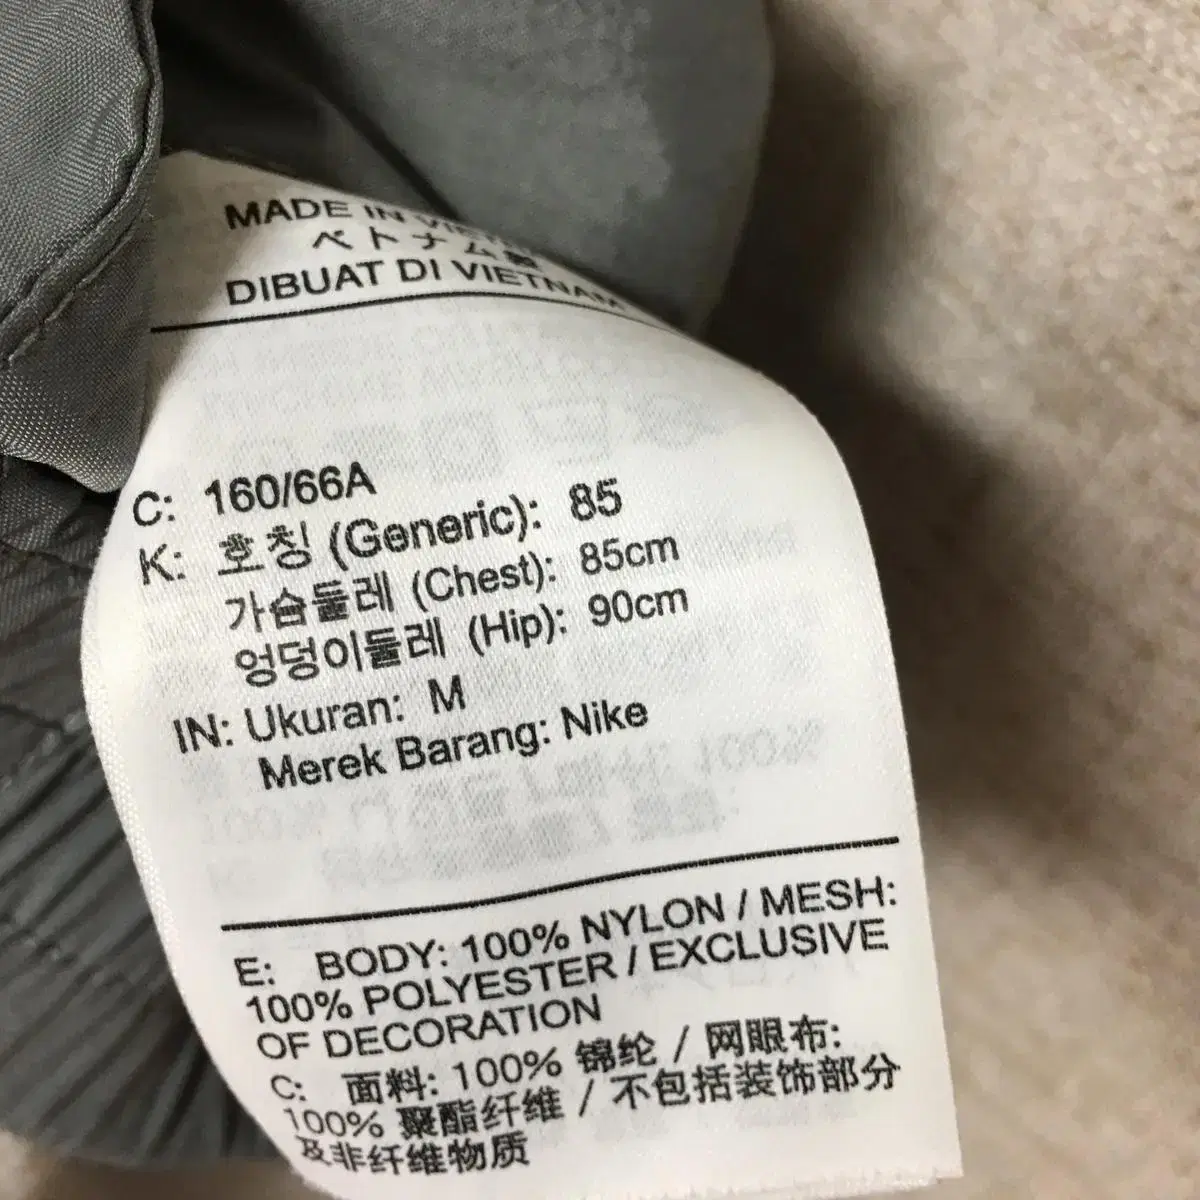 MADE IN VIETNAM
ベトナム製
DIBUAT DI VIETNAM
C: 160/66A
K: 호칭 (Generic): 85
가슴둘레 (Chest): 85cm
엉덩이둘레 (Hip): 90cm
IN: Ukuran: M
Merek Barang: Nike
E: BODY: 100% NYLON / MESH:
100% POLYESTER / EXCLUSIVE
OF DECORATION
C: 面料: 100% 锦纶 / 网眼布:
100% 聚酯纤维 / 不包括装饰部分
及非纤维物质